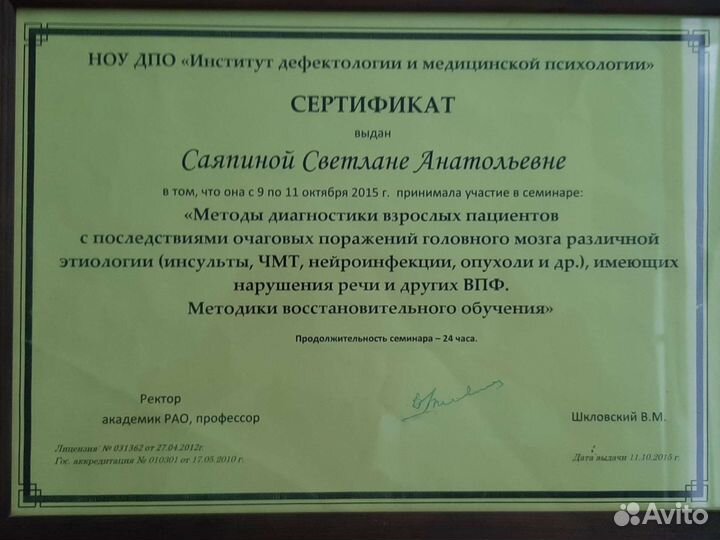 НОУ ДПО «Институт дефектологии и медицинской психологии»
СЕРТИФИКАТ
выдан
Саяпиной Светлане Анатольевне
в том, что она с 9 по 11 октября 2015 г. принимала участие в семинаре:
«Методы диагностики взрослых пациентов
с последствиями очаговых поражений головного мозга различной
этиологии (инсульты, ЧМТ, нейроинфекции, опухоли и др.), имеющих
нарушения речи и других ВПФ.
Методики восстановительного обучения»
Продолжительность семинара – 24 часа.
Ректор
академик РАО, профессор
Шкловский В.М.
Лицензия № 031362 от 27.04.2012г.
Гос. аккредитация № 010301 от 17.05.2010 г.
Дата выдачи 11.10.2015 г.
Avito